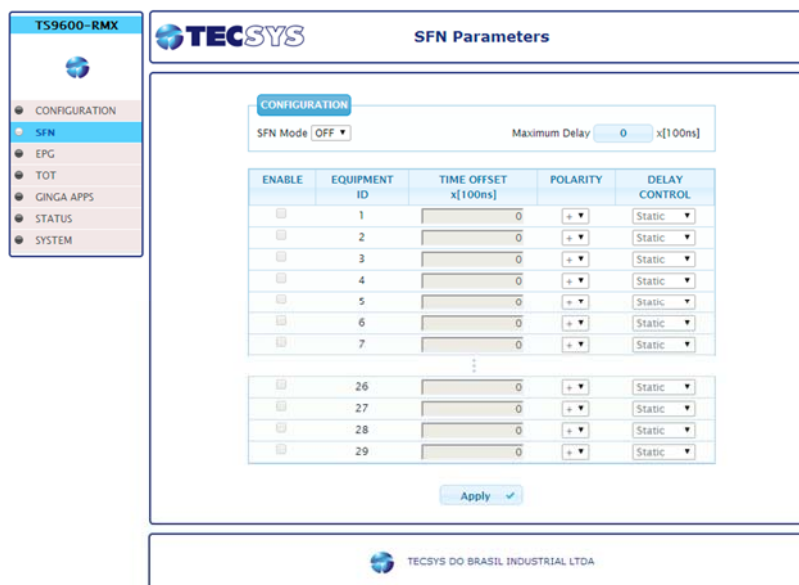 TS9600-RMX
CONFIGURATION
SFN
EPG
TOT
GINGA APPS
STATUS
SYSTEM
TECSYS
SFN Parameters
CONFIGURATION
SFN Mode OFF
Maximum Delay 0 x[100ns]
ENABLE EQUIPMENT ID TIME OFFSET x[100ns] POLARITY DELAY CONTROL
1 0 + Static
2 0 + Static
3 0 + Static
4 0 + Static
5 0 + Static
6 0 + Static
7 0 + Static
26 0 + Static
27 0 + Static
28 0 + Static
29 0 + Static
Apply
TECSYS DO BRASIL INDUSTRIAL LTDA